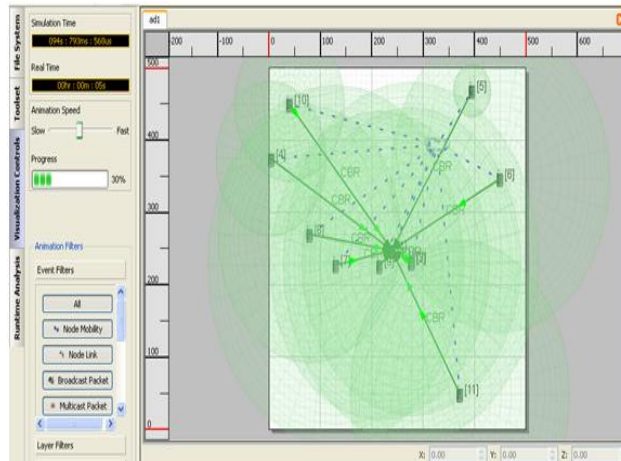 File System
Toolset
Visualization Controls
Runtime Analysis
Simulation Time
094s : 793ms : 568us
Real Time
00hr : 00m : 05s
Animation Speed
Slow
Fast
Progress
30%
Animation Filters
Event Filters
All
Node Mobility
Node Link
Broadcast Packet
Multicast Packet
Layer Filters
ad1
200 100 0 100 200 300 400 500 600
500
400
300
200
100
0
[10]
[5]
[4]
CBR
CBR
[6]
CBR
CBR
[8]
CBR
[7]
CBR
[11]
X: 0.00 Y: 0.00 Z: 0.00